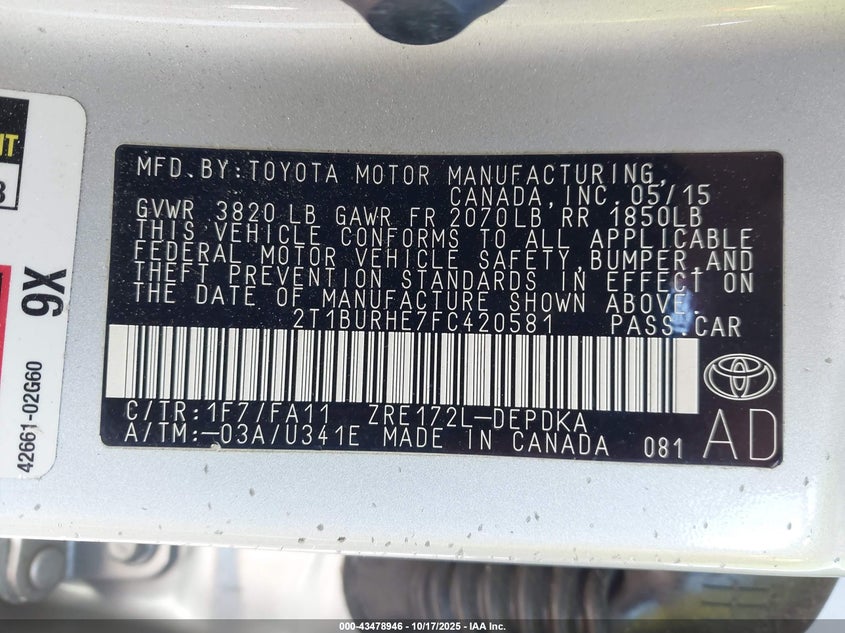 MFD.BY:TOYOTA MOTOR MANUFACTURING,
CANADA,INC.05/15
GVWR 3820LB GAWR FR 2070LB RR 1850LB
THIS VEHICLE CONFORMS TO ALL APPLICABLE
FEDERAL MOTOR VEHICLE SAFETY,BUMPER,AND
THEFT PREVENTION STANDARDS IN EFFECT ON
THE DATE OF MANUFACTURE SHOWN ABOVE.
2T1BURHE7FC420581 PASS.CAR
C/TR:1F7/FA11 ZRE172L-DEPDKA
A/TM:-03A/U341E MADE IN CANADA 081
AD
9X
42661-02G60
000-43478946 - 10/17/2025 - IAA Inc.